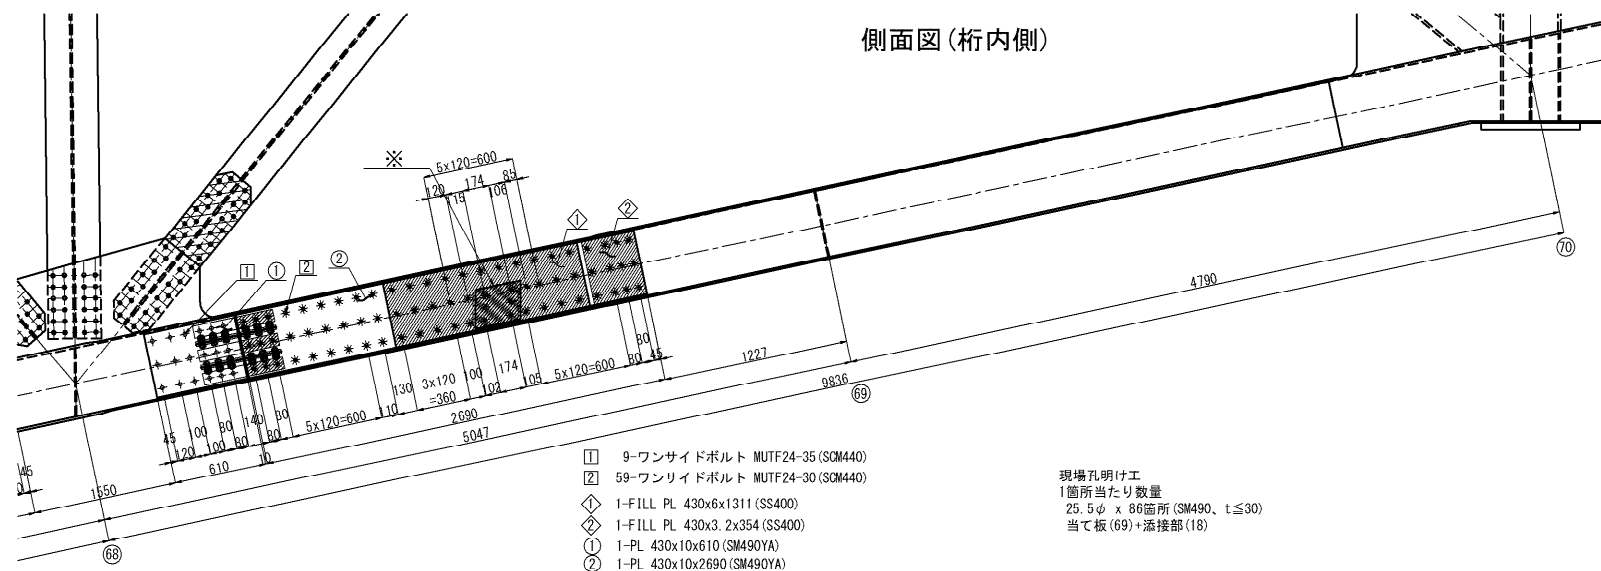 側面図(桁内側)
※
5x120=600
120
174
85
115
106
1
2
1
1
2
2
70
4790
80
80
45
1227
5x120=600
105
174
102
100
3x120
=360
130
110
9836
69
2690
5047
5x120=600
45
100
80
140
80
120
100
80
80
610
10
45
1550
68
1 9-ワンサイドボルト MUTF24-35(SCM440)
2 59-ワンサイドボルト MUTF24-30(SCM440)
1 1-FILL PL 430x6x1311(SS400)
2 1-FILL PL 430x3.2x354(SS400)
1 1-PL 430x10x610(SM490YA)
2 1-PL 430x10x2690(SM490YA)
現場孔明け工
1箇所当たり数量
25.5φ x 86箇所(SM490、t≦30)
当て板(69)+添接部(18)